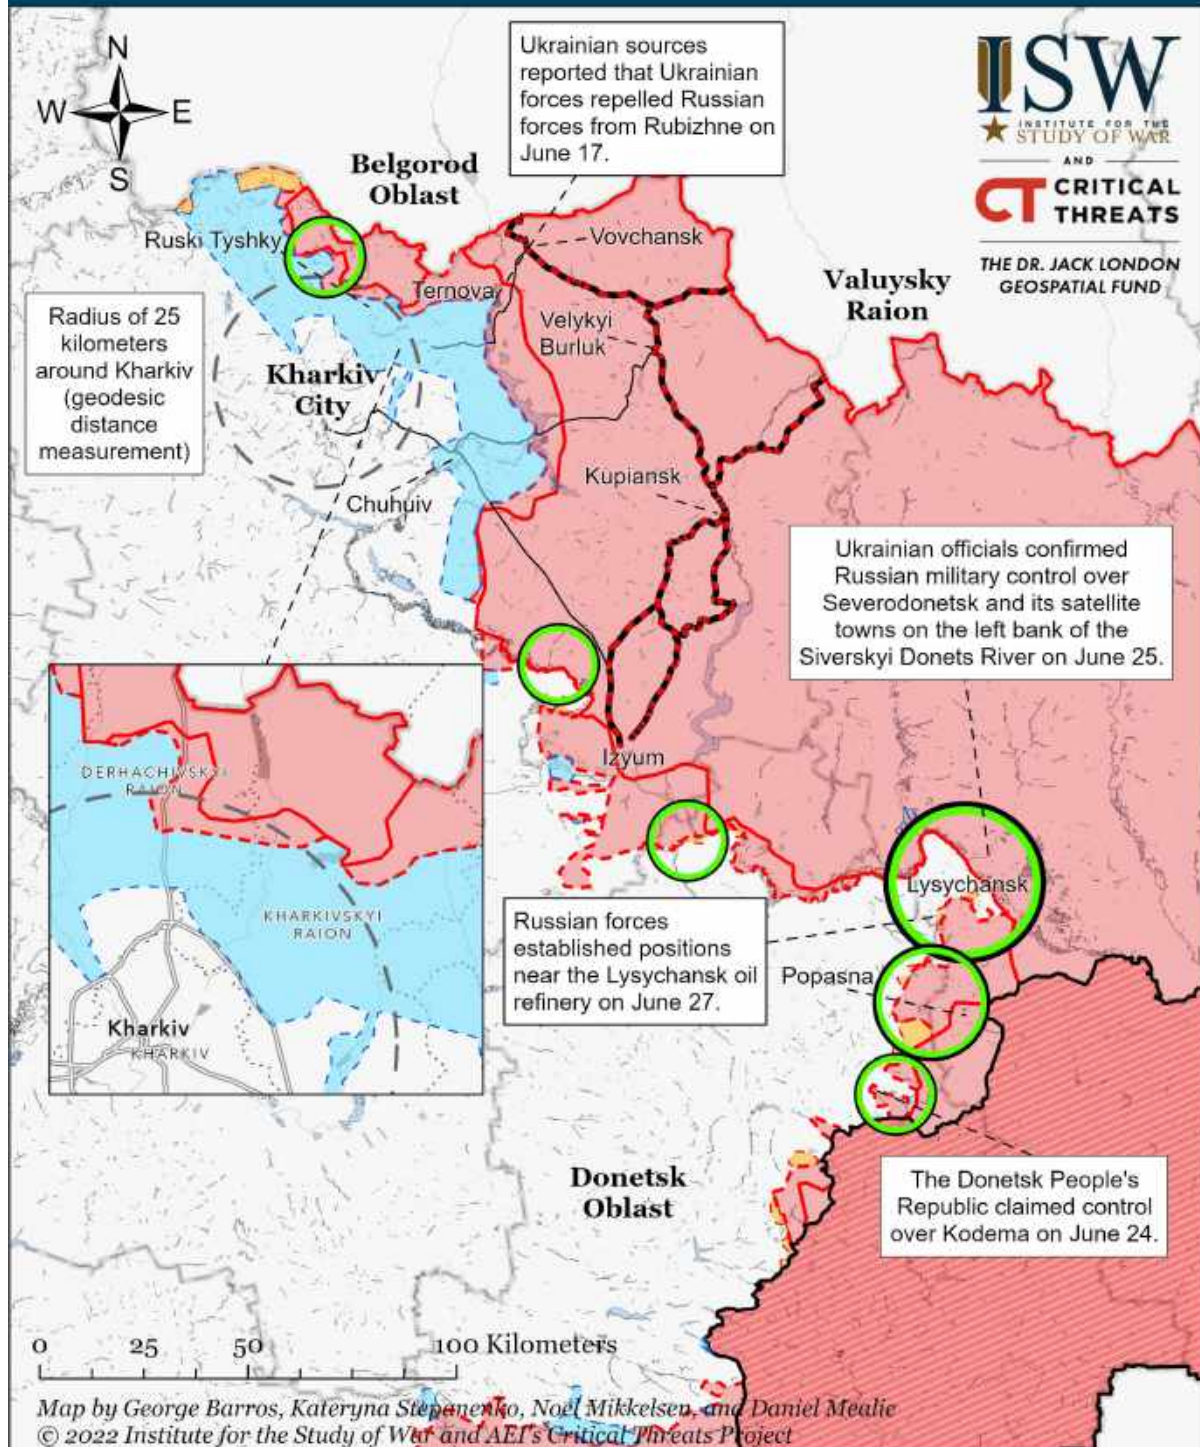 N
W
E
S
Ukrainian sources
reported that Ukrainian
forces repelled Russian
forces from Rubizhne on
June 17.
ISW
INSTITUTE FOR THE
STUDY OF WAR
AND
CT CRITICAL
THREATS
THE DR. JACK LONDON
GEOSPATIAL FUND
Belgorod
Oblast
Ruski Tyshky
Vovchansk
Ternova
Valuysky
Raion
Radius of 25
kilometers
around Kharkiv
(geodesic
distance
measurement)
Velykyi
Burluk
Kharkiv
City
Kupiansk
Chuhuiv
Ukrainian officials confirmed
Russian military control over
Severodonetsk and its satellite
towns on the left bank of the
Siverskyi Donets River on June 25.
Izyum
DERHACHIVSKYI
RAION
KHARKIVSKYI
RAION
Kharkiv
KHARKIV
Lysychansk
Russian forces
established positions
near the Lysychansk oil
refinery on June 27.
Popasna
Donetsk
Oblast
The Donetsk People's
Republic claimed control
over Kodema on June 24.
0 25 50 100 Kilometers
Map by George Barros, Kateryna Stepanenko, Noel Mikkelsen, and Daniel Mealie
© 2022 Institute for the Study of War and AEI's Critical Threats Project